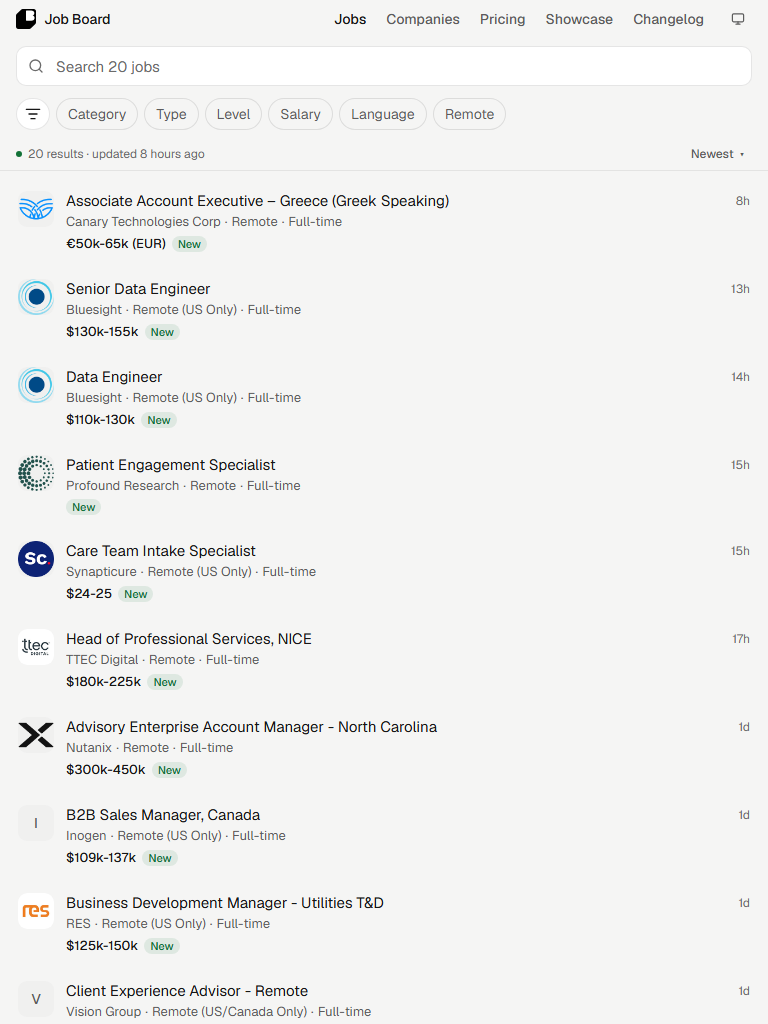 Job Board
Jobs Companies Pricing Showcase Changelog
Search 20 jobs
Category Type Level Salary Language Remote
20 results · updated 8 hours ago Newest
Associate Account Executive – Greece (Greek Speaking) 8h
Canary Technologies Corp · Remote · Full-time
€50k-65k (EUR) New
Senior Data Engineer 13h
Bluesight · Remote (US Only) · Full-time
$130k-155k New
Data Engineer 14h
Bluesight · Remote (US Only) · Full-time
$110k-130k New
Patient Engagement Specialist 15h
Profound Research · Remote · Full-time
New
Sc.
Care Team Intake Specialist 15h
Synapticure · Remote (US Only) · Full-time
$24-25 New
ttec
DIGITAL
Head of Professional Services, NICE 17h
TTEC Digital · Remote · Full-time
$180k-225k New
Advisory Enterprise Account Manager - North Carolina 1d
Nutanix · Remote · Full-time
$300k-450k New
I
B2B Sales Manager, Canada 1d
Inogen · Remote (US Only) · Full-time
$109k-137k New
res
Business Development Manager - Utilities T&D 1d
RES · Remote (US Only) · Full-time
$125k-150k New
V
Client Experience Advisor - Remote 1d
Vision Group · Remote (US/Canada Only) · Full-time